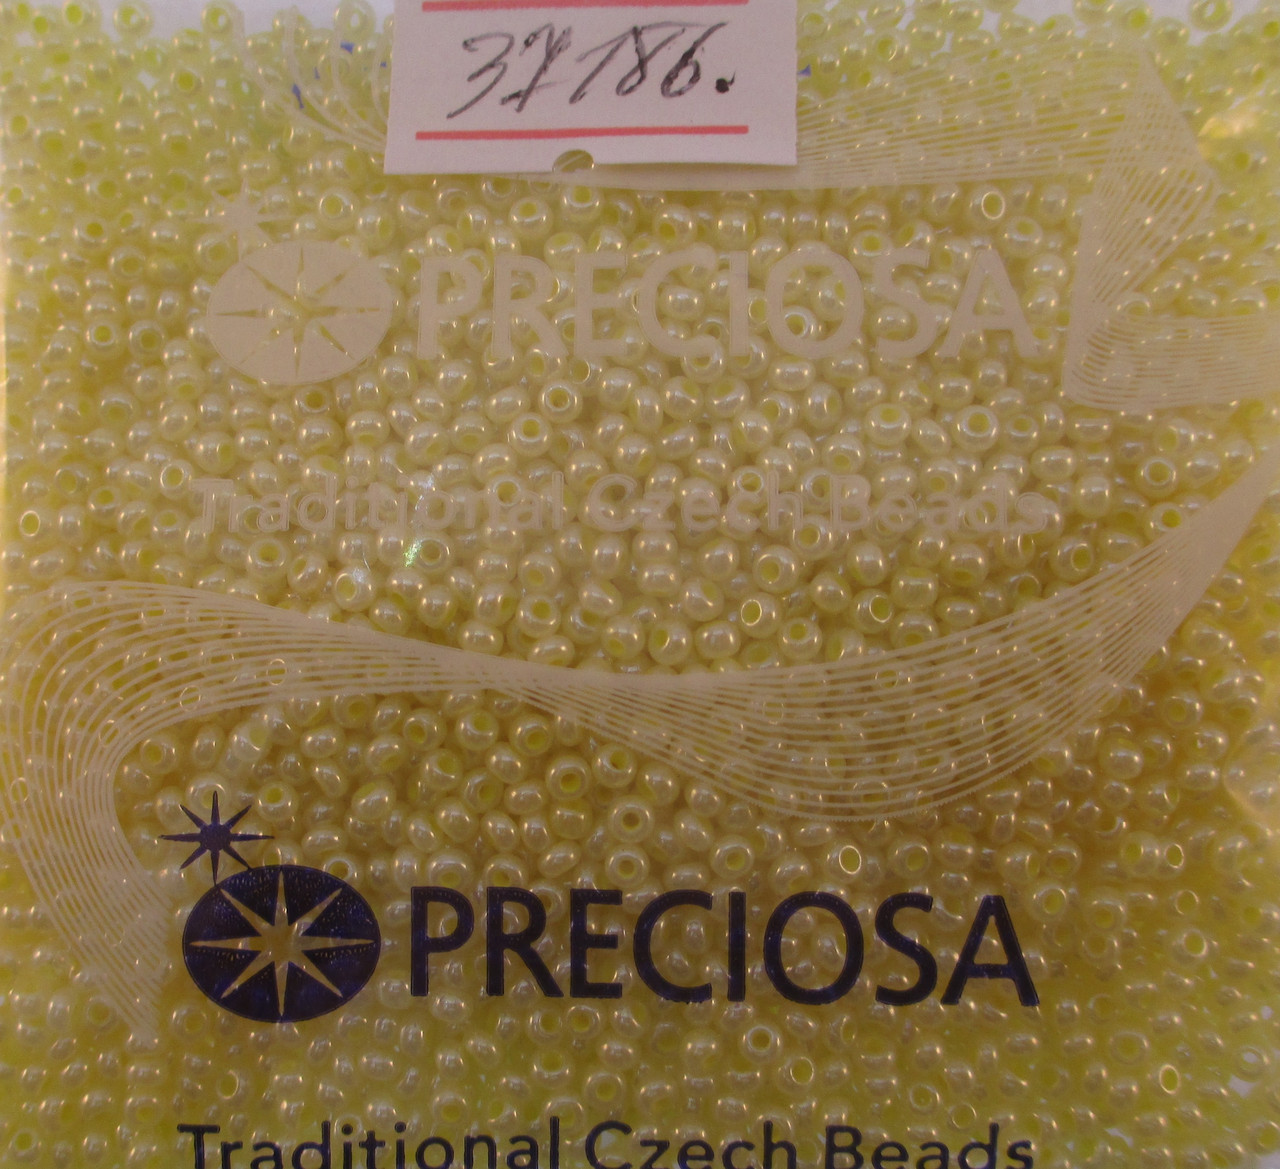 37186.
PRECIOSA
Traditional Czech Beads
PRECIOSA
Traditional Czech Beads